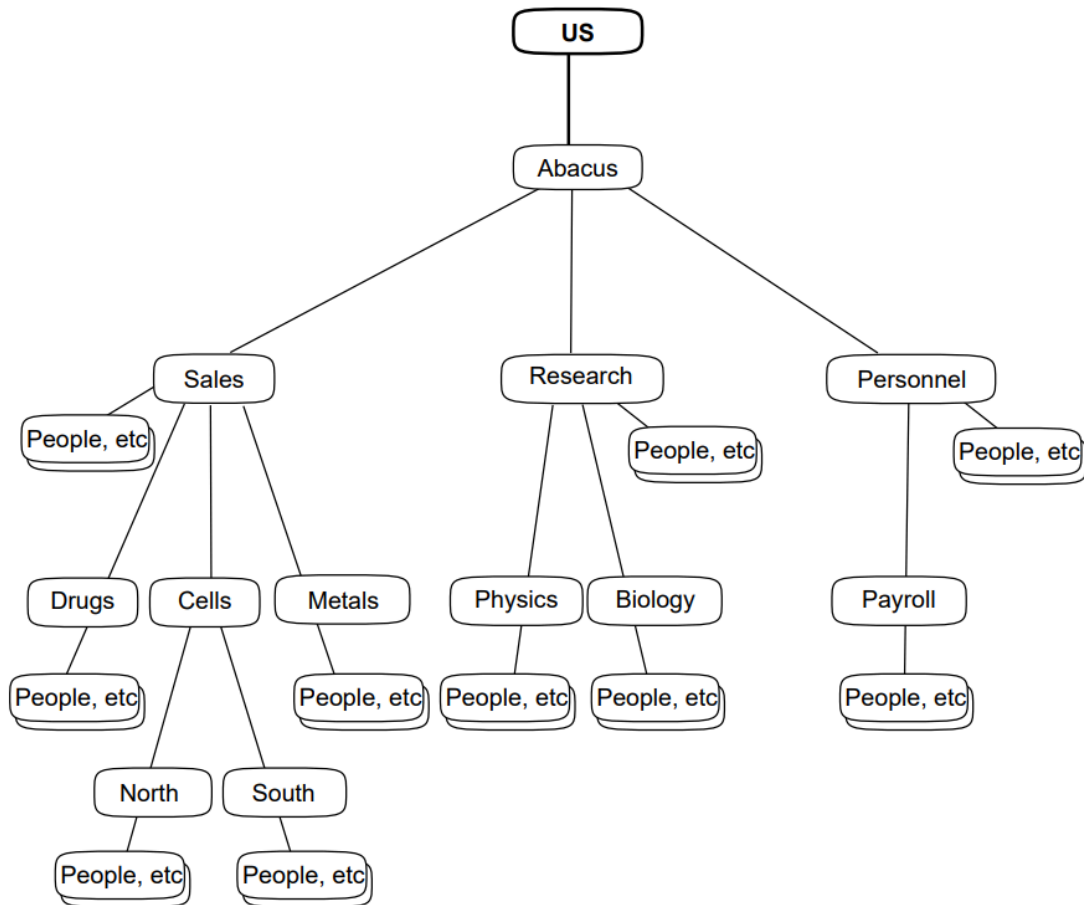 US
Abacus
Sales
Research
Personnel
People, etc
People, etc
People, etc
Drugs
Cells
Metals
Physics
Biology
Payroll
People, etc
People, etc
People, etc
People, etc
People, etc
North
South
People, etc
People, etc